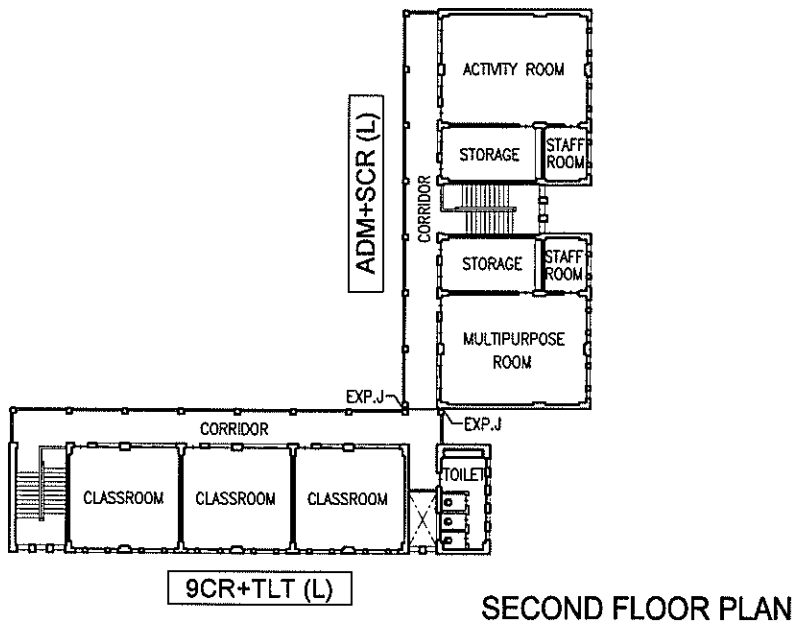 ACTIVITY ROOM
STORAGE
STAFF
ROOM
ADM+SCR (L)
CORRIDOR
STORAGE
STAFF
ROOM
MULTIPURPOSE
ROOM
EXP.J
EXP.J
CORRIDOR
TOILET
CLASSROOM
CLASSROOM
CLASSROOM
9CR+TLT (L)
SECOND FLOOR PLAN